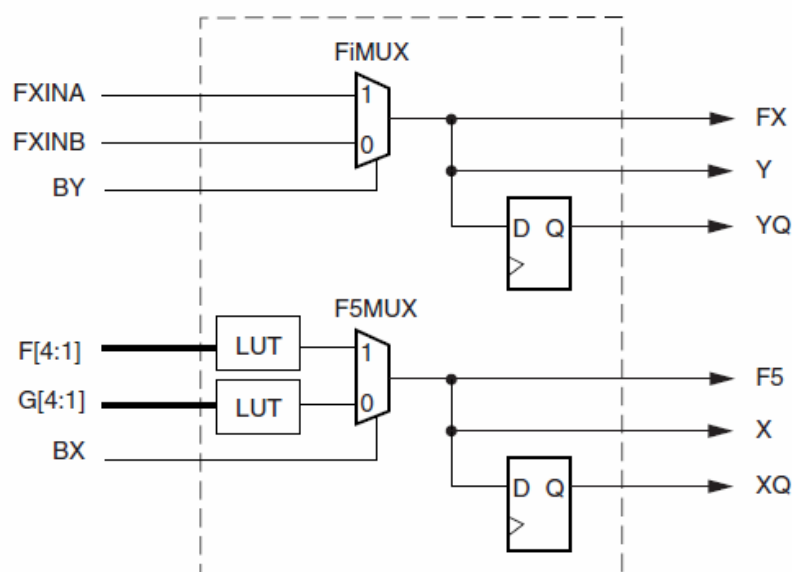 FiMUX
FXINA
1
FX
FXINB
0
Y
BY
D Q
YQ
F5MUX
F[4:1]
LUT
1
F5
G[4:1]
LUT
0
X
BX
D Q
XQ